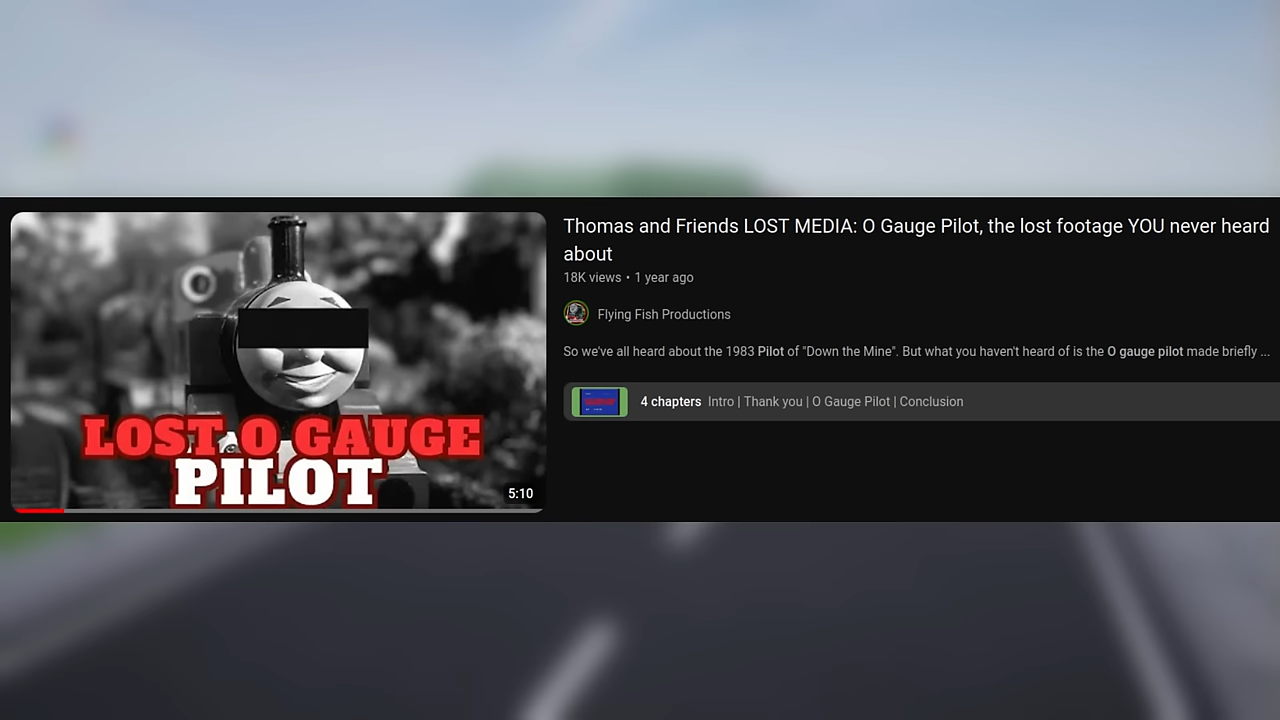 LOST O GAUGE
PILOT
5:10
Thomas and Friends LOST MEDIA: O Gauge Pilot, the lost footage YOU never heard
about
18K views • 1 year ago
Flying Fish Productions
So we've all heard about the 1983 Pilot of "Down the Mine". But what you haven't heard of is the O gauge pilot made briefly ...
4 chapters Intro | Thank you | O Gauge Pilot | Conclusion